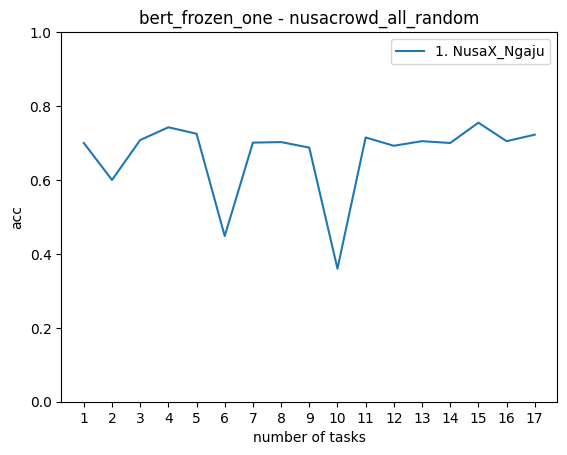 bert_frozen_one - nusacrowd_all_random
1. NusaX_Ngaju
acc
1.0
0.8
0.6
0.4
0.2
0.0
1 2 3 4 5 6 7 8 9 10 11 12 13 14 15 16 17
number of tasks